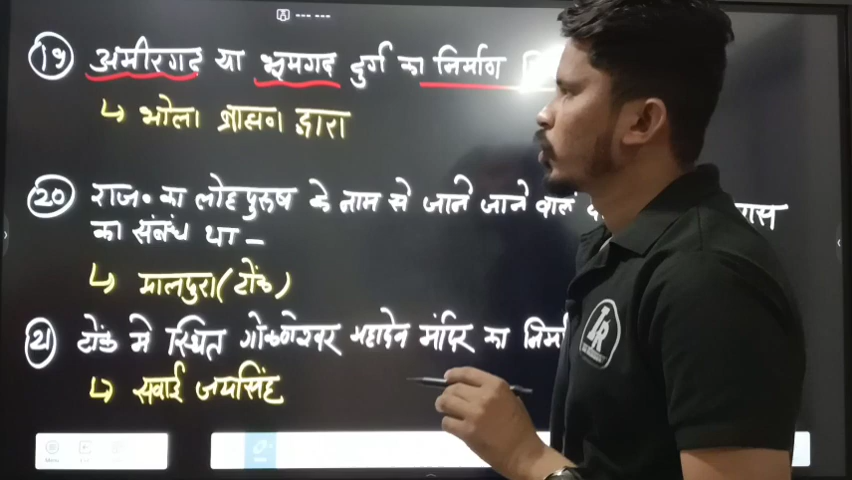 (19) अमीरगढ या भूमगढ दुर्ग का निर्माण
↳ भोला ब्राह्मण द्वारा
(20) राज० का लोहपुरुष के नाम से जाने जाने वाले
का संबंध था –
↳ मालपुरा (टोंक)
(21) टोंक मे स्थित गोकर्णेश्वर महादेव मंदिर का
↳ सवाई जयसिंह